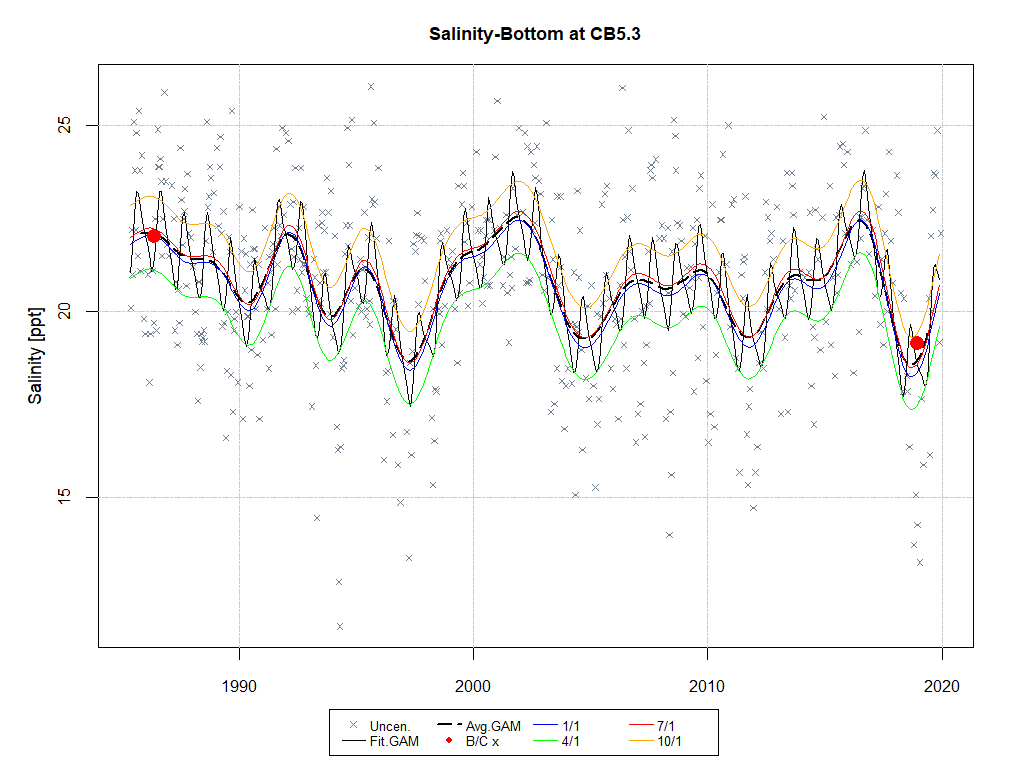 Salinity-Bottom at CB5.3
Salinity [ppt]
25
20
15
1990 2000 2010 2020
Uncen. Avg.GAM 1/1 7/1
Fit.GAM B/C x 4/1 10/1